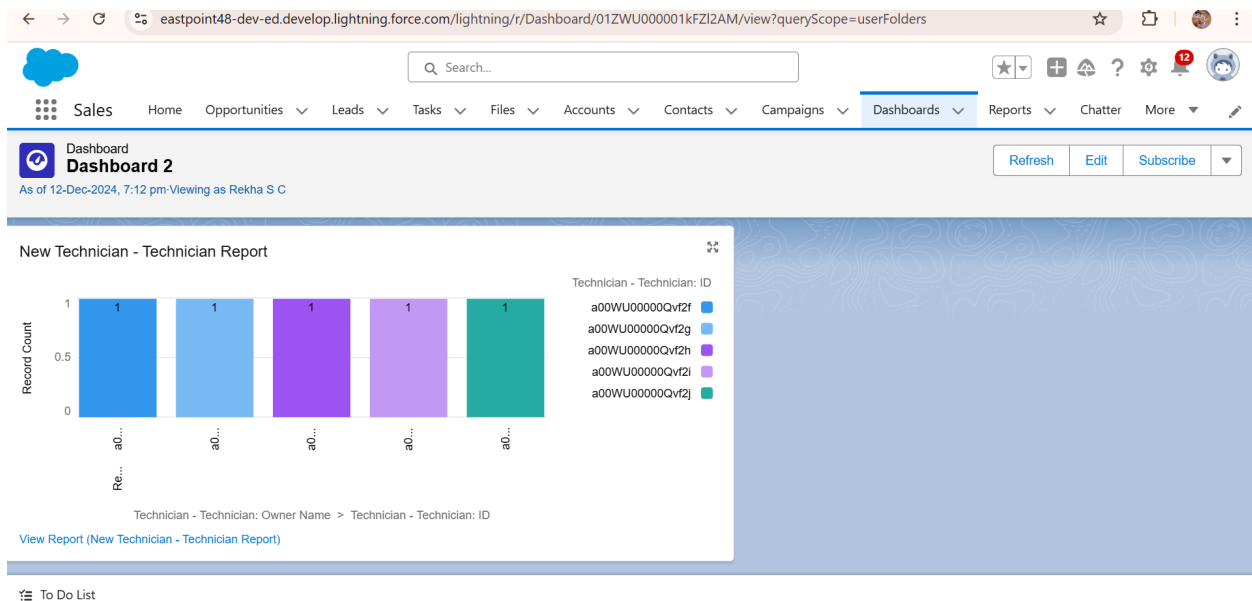 eastpoint48-dev-ed.develop.lightning.force.com/lightning/r/Dashboard/01ZWU000001kFZl2AM/view?queryScope=userFolders
Search...
12
Sales Home Opportunities Leads Tasks Files Accounts Contacts Campaigns Dashboards Reports Chatter More
Dashboard
Dashboard 2
As of 12-Dec-2024, 7:12 pm·Viewing as Rekha S C
Refresh Edit Subscribe
New Technician - Technician Report
Technician - Technician: ID
a00WU00000Qvf2f
a00WU00000Qvf2g
a00WU00000Qvf2h
a00WU00000Qvf2i
a00WU00000Qvf2j
Record Count
1
0.5
0
1 1 1 1 1
a0... a0... a0... a0... a0...
Re...
Technician - Technician: Owner Name > Technician - Technician: ID
View Report (New Technician - Technician Report)
To Do List